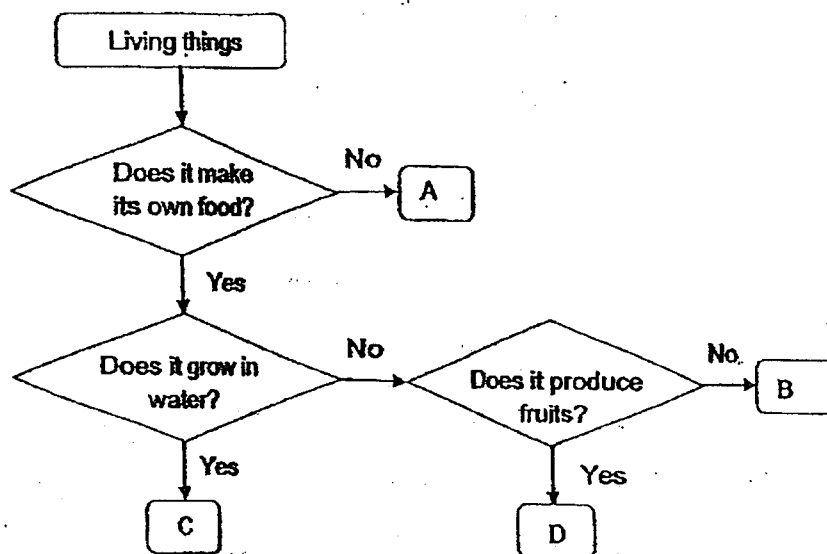 Living things
Does it make
its own food?
No
A
Yes
Does it grow in
water?
No
Does it produce
fruits?
No
B
Yes
C
Yes
D